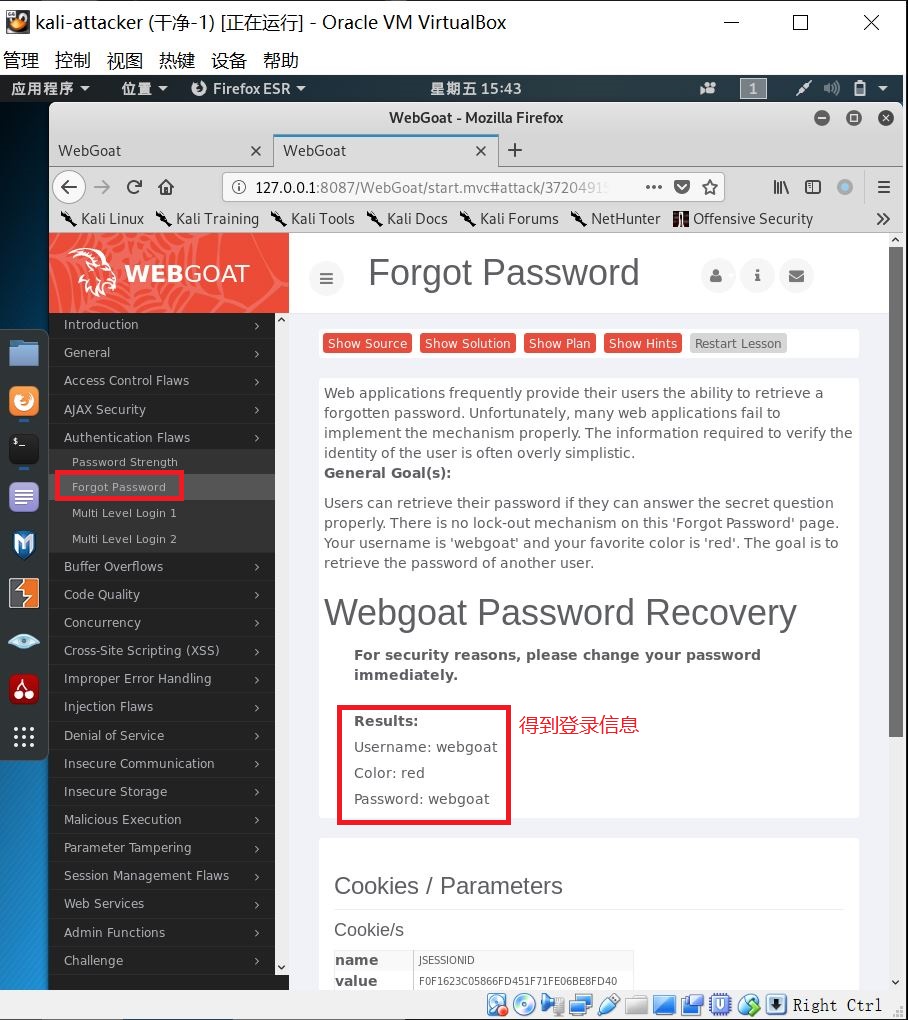 kali-attacker (干净-1) [正在运行] - Oracle VM VirtualBox
管理 控制 视图 热键 设备 帮助
应用程序 位置 Firefox ESR 星期五 15:43 1
WebGoat - Mozilla Firefox
WebGoat WebGoat
127.0.0.1:8087/WebGoat/start.mvc#attack/3720491
Kali Linux Kali Training Kali Tools Kali Docs Kali Forums NetHunter Offensive Security
WEBGOAT
Forgot Password
Introduction
General
Access Control Flaws
AJAX Security
Authentication Flaws
Password Strength
Forgot Password
Multi Level Login 1
Multi Level Login 2
Buffer Overflows
Code Quality
Concurrency
Cross-Site Scripting (XSS)
Improper Error Handling
Injection Flaws
Denial of Service
Insecure Communication
Insecure Storage
Malicious Execution
Parameter Tampering
Session Management Flaws
Web Services
Admin Functions
Challenge
Show Source Show Solution Show Plan Show Hints Restart Lesson
Web applications frequently provide their users the ability to retrieve a
forgotten password. Unfortunately, many web applications fail to
implement the mechanism properly. The information required to verify the
identity of the user is often overly simplistic.
General Goal(s):
Users can retrieve their password if they can answer the secret question
properly. There is no lock-out mechanism on this 'Forgot Password' page.
Your username is 'webgoat' and your favorite color is 'red'. The goal is to
retrieve the password of another user.
Webgoat Password Recovery
For security reasons, please change your password
immediately.
Results:
得到登录信息
Username: webgoat
Color: red
Password: webgoat
Cookies / Parameters
Cookie/s
name JSESSIONID
value F0F1623C05866FD451F71FE06BE8FD40
Right Ctrl